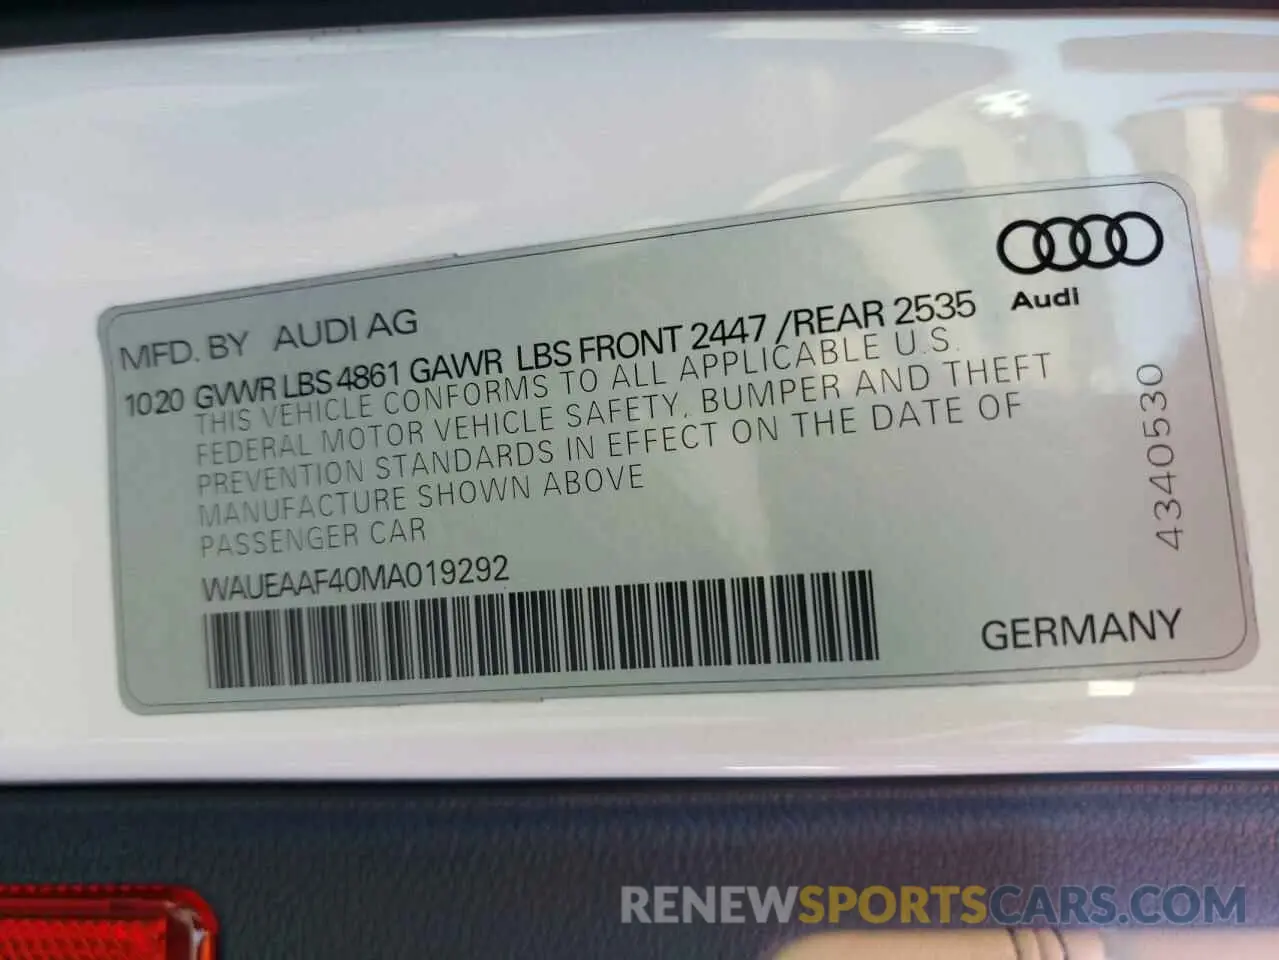 MFD. BY AUDI AG
1020 GVWR LBS 4861 GAWR LBS FRONT 2447 /REAR 2535
THIS VEHICLE CONFORMS TO ALL APPLICABLE U.S.
FEDERAL MOTOR VEHICLE SAFETY, BUMPER AND THEFT
PREVENTION STANDARDS IN EFFECT ON THE DATE OF
MANUFACTURE SHOWN ABOVE
PASSENGER CAR
WAUEAAF40MA019292
Audi
4340530
GERMANY
RENEWSPORTSCARS.COM